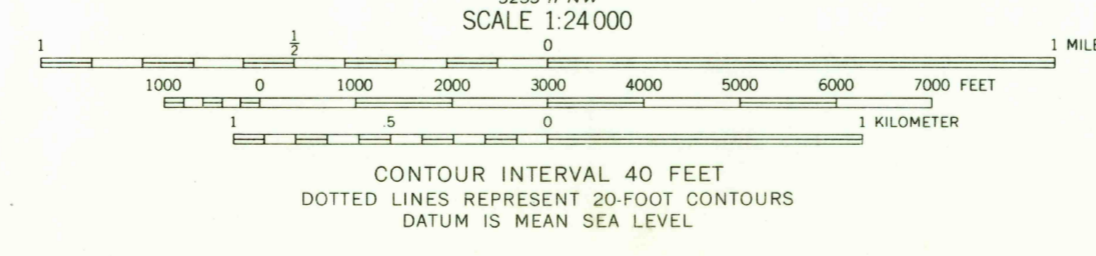 SCALE 1:24 000
1 1/2 0 1 MILE
1000 0 1000 2000 3000 4000 5000 6000 7000 FEET
1 .5 0 1 KILOMETER
CONTOUR INTERVAL 40 FEET
DOTTED LINES REPRESENT 20-FOOT CONTOURS
DATUM IS MEAN SEA LEVEL